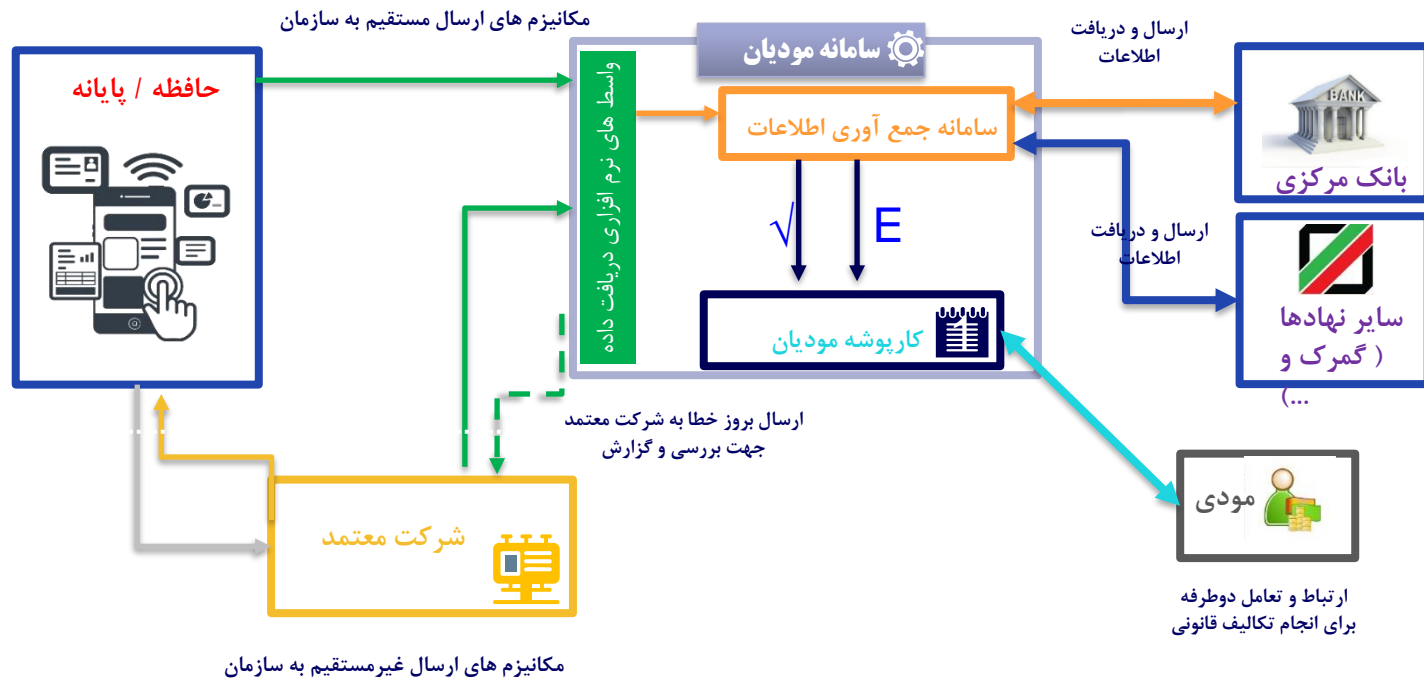 مکانیزم های ارسال مستقیم به سازمان
ارسال و دریافت
اطلاعات
سامانه مودیان
حافظه / پایانه
واسط های نرم افزاری دریافت داده
سامانه جمع آوری اطلاعات
BANK
بانک مرکزی
√
E
ارسال و دریافت
اطلاعات
کارپوشه مودیان
1
سایر نهادها
( گمرک و
...)
ارسال بروز خطا به شرکت معتمد
جهت بررسی و گزارش
شرکت معتمد
مودی
ارتباط و تعامل دوطرفه
برای انجام تکالیف قانونی
مکانیزم های ارسال غیرمستقیم به سازمان